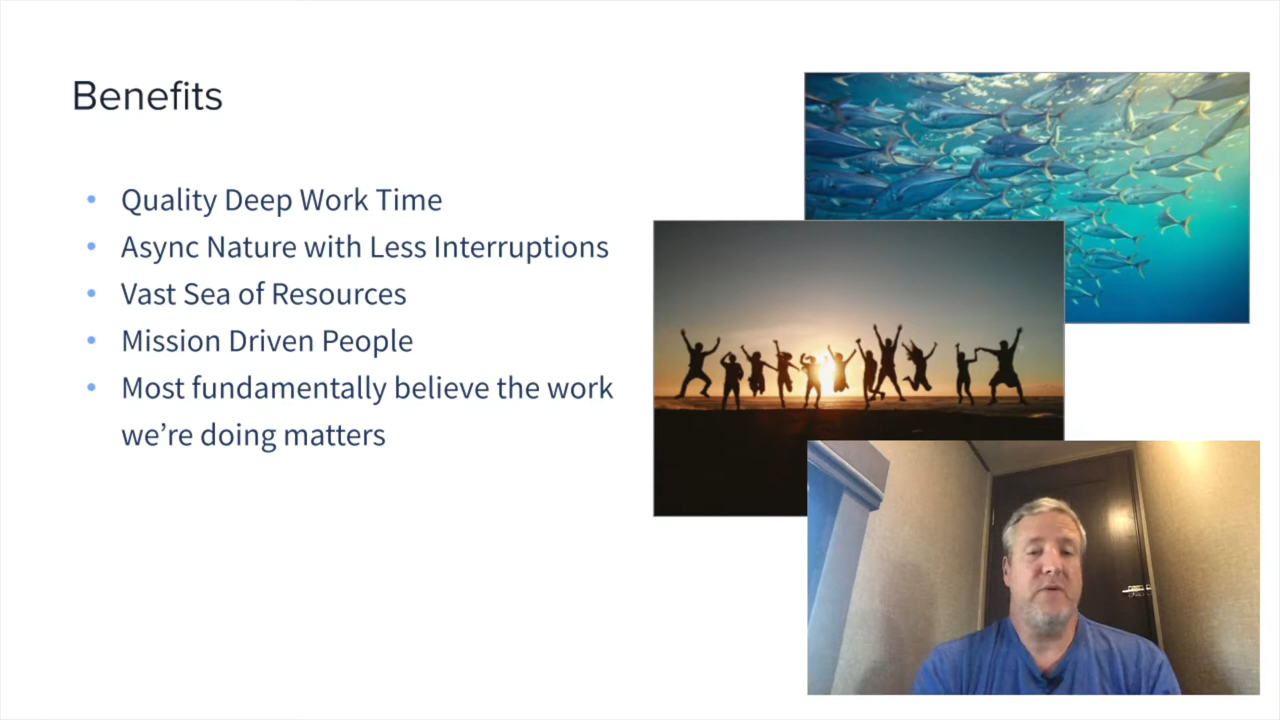 Benefits
• Quality Deep Work Time
• Async Nature with Less Interruptions
• Vast Sea of Resources
• Mission Driven People
• Most fundamentally believe the work
we’re doing matters